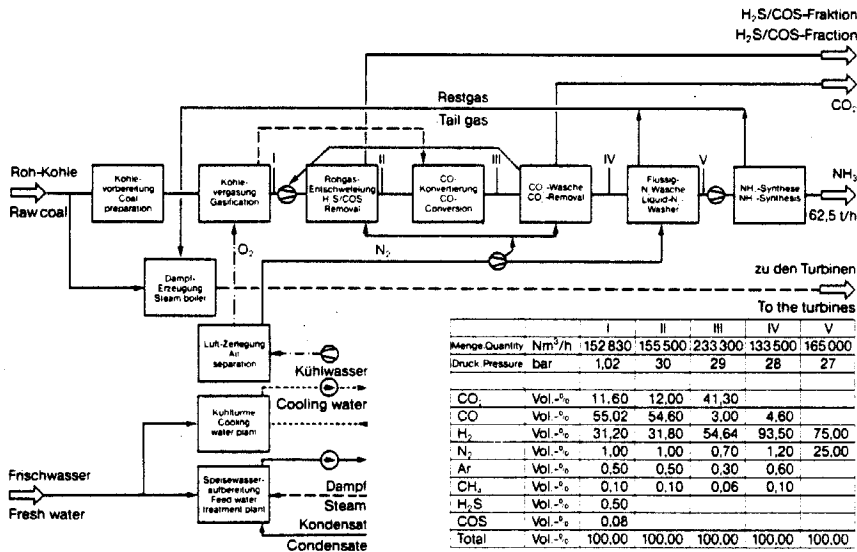 H₂S/COS-Fraktion
H₂S/COS-Fraction
CO₂
Restgas
Tail gas
Roh-Kohle
Raw coal
Kohle-
vorbereitung
Coal
preparation
Kohle-
vergasung
Gasification
I
Rohgas-
Entschwefelung
H₂S/COS
Removal
II
CO-
Konvertierung
CO-
Conversion
III
CO₂-Wäsche
CO₂-Removal
IV
Flüssig-
N₂Wäsche
Liquid-N₂-
Washer
V
NH₃-Synthese
NH₃-Synthesis
NH₃
62,5 t/h
O₂
N₂
Dampf-
Erzeugung
Steam boiler
zu den Turbinen
To the turbines
Luft-Zerlegung
Air
separation
Kühlwasser
Cooling water
Kühltürme
Cooling
water plant
Frischwasser
Fresh water
Speisewasser-
aufbereitung
Feed water
treatment plant
Dampf
Steam
Kondensat
Condensate
I II III IV V
Menge Quantity Nm³/h 152 830 155 500 233 300 133 500 165 000
Druck Pressure bar 1,02 30 29 28 27
CO₂ Vol.-% 11,60 12,00 41,30
CO Vol.-% 55,02 54,60 3,00 4,60
H₂ Vol.-% 31,20 31,80 54,64 93,50 75,00
N₂ Vol.-% 1,00 1,00 0,70 1,20 25,00
Ar Vol.-% 0,50 0,50 0,30 0,60
CH₄ Vol.-% 0,10 0,10 0,06 0,10
H₂S Vol.-% 0,50
COS Vol.-% 0,08
Total Vol.-% 100,00 100,00 100,00 100,00 100,00